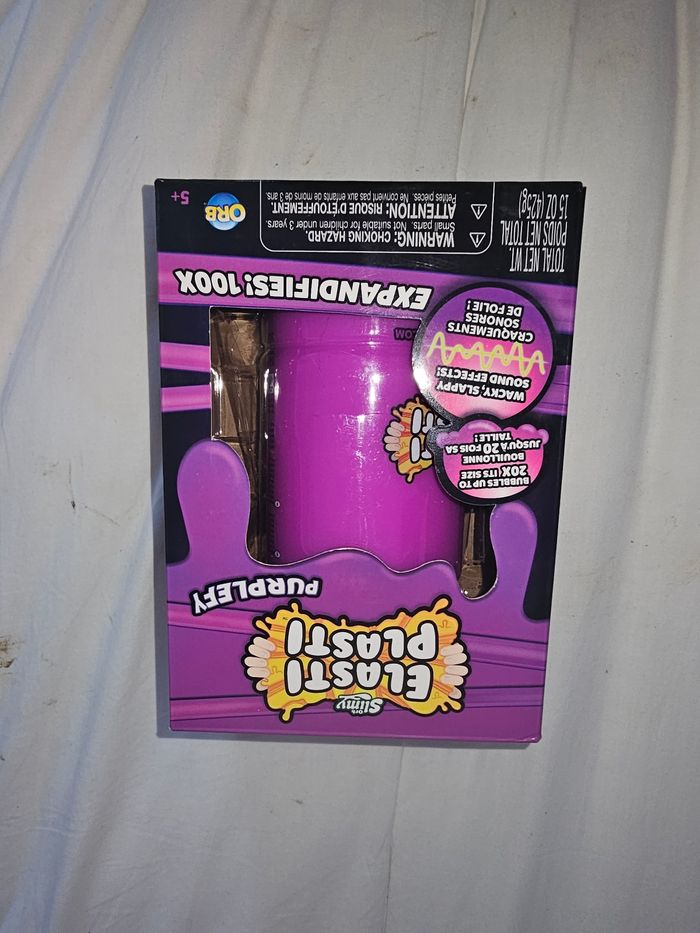 Orb
Slimy
ELASTI
PLASTI
PURPLEFY
BUBBLES UP TO
20X ITS SIZE
BOUILLONNE
JUSQU'À 20 FOIS SA
TAILLE !
WACKY, SLAPPY
SOUND EFFECTS!
CRAQUEMENTS
SONORES
DE FOLIE !
EXPANDIFIES! 100X
TOTAL NET WT
POIDS NET TOTAL
15 OZ (425g)
WARNING: CHOKING HAZARD.
Small parts. Not suitable for children under 3 years.
ATTENTION: RISQUE D'ÉTOUFFEMENT.
Petites pièces. Ne convient pas aux enfants de moins de 3 ans.
ORB
5+